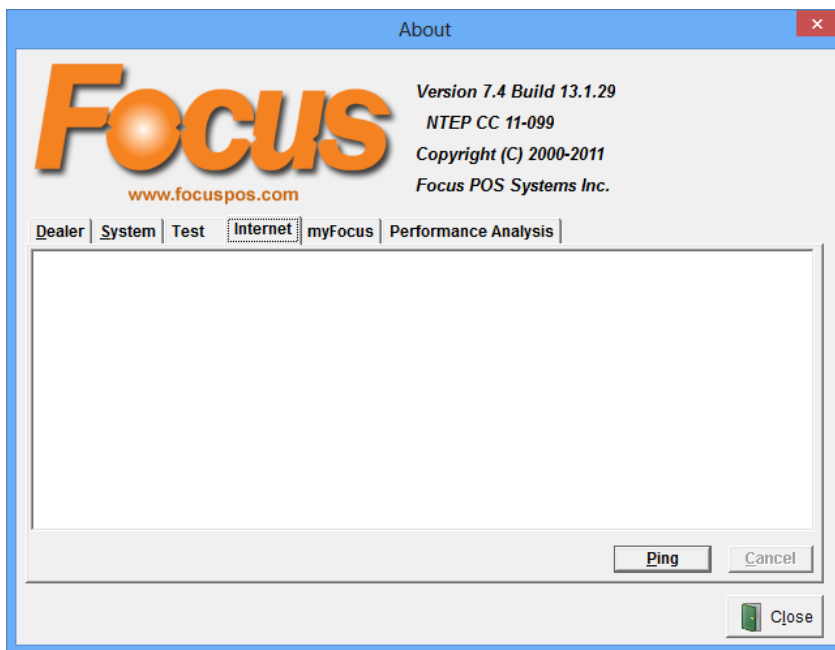 About
Focus
www.focuspos.com
Version 7.4 Build 13.1.29
NTEP CC 11-099
Copyright (C) 2000-2011
Focus POS Systems Inc.
Dealer System Test Internet myFocus Performance Analysis
Ping Cancel
Close